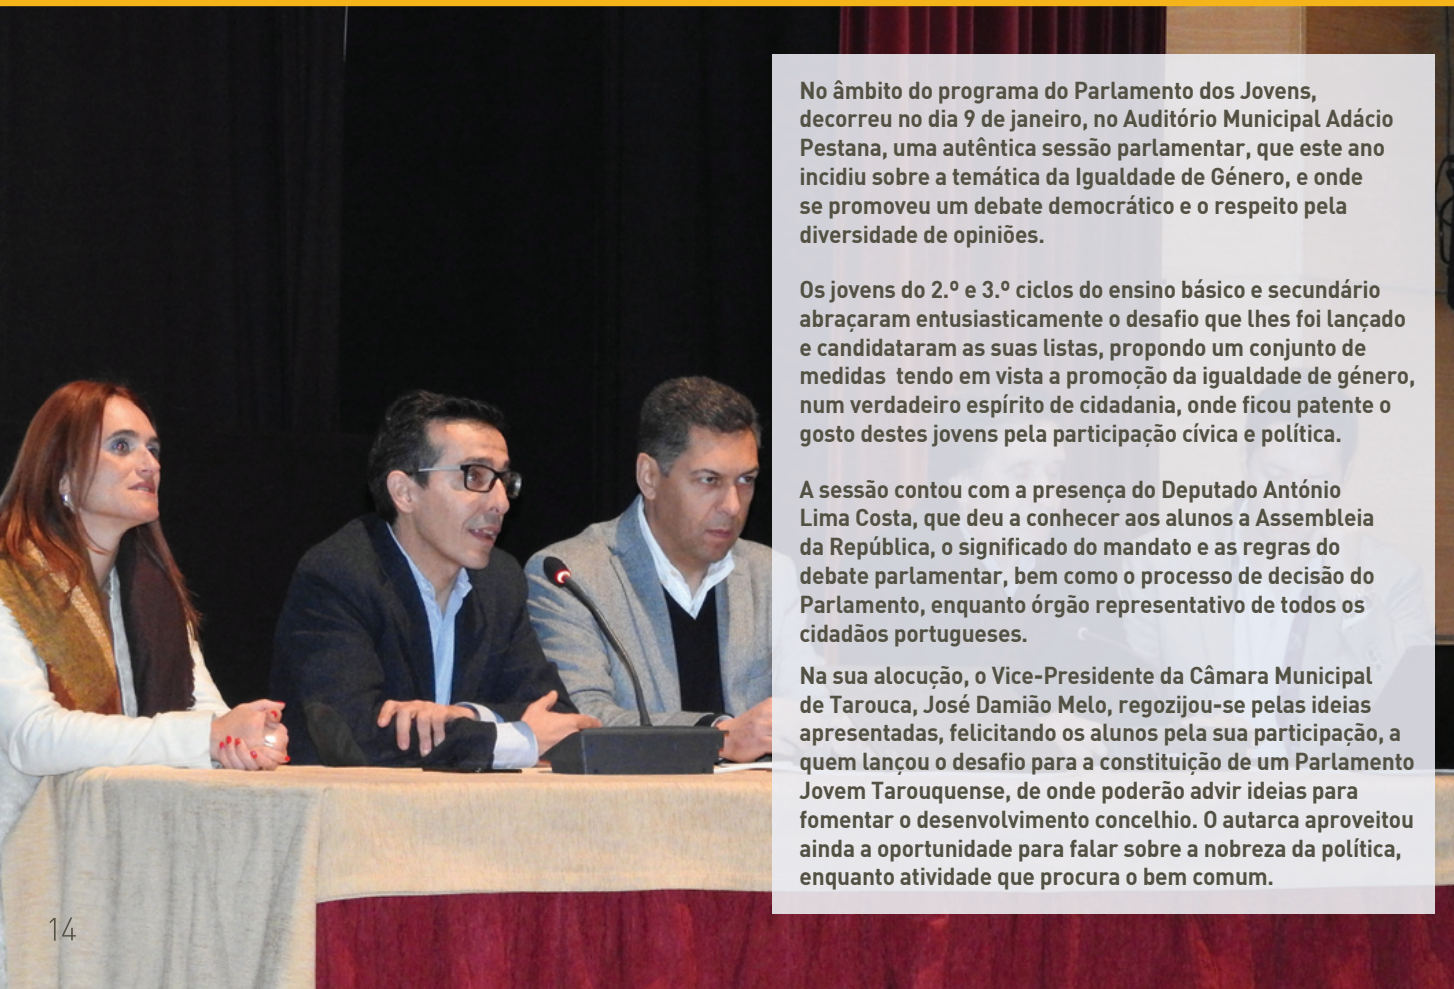 No âmbito do programa do Parlamento dos Jovens,
decorreu no dia 9 de janeiro, no Auditório Municipal Adácio
Pestana, uma autêntica sessão parlamentar, que este ano
incidiu sobre a temática da Igualdade de Género, e onde
se promoveu um debate democrático e o respeito pela
diversidade de opiniões.
Os jovens do 2.º e 3.º ciclos do ensino básico e secundário
abraçaram entusiasticamente o desafio que lhes foi lançado
e candidataram as suas listas, propondo um conjunto de
medidas  tendo em vista a promoção da igualdade de género,
num verdadeiro espírito de cidadania, onde ficou patente o
gosto destes jovens pela participação cívica e política.
A sessão contou com a presença do Deputado António
Lima Costa, que deu a conhecer aos alunos a Assembleia
da República, o significado do mandato e as regras do
debate parlamentar, bem como o processo de decisão do
Parlamento, enquanto órgão representativo de todos os
cidadãos portugueses.
Na sua alocução, o Vice-Presidente da Câmara Municipal
de Tarouca, José Damião Melo, regozijou-se pelas ideias
apresentadas, felicitando os alunos pela sua participação, a
quem lançou o desafio para a constituição de um Parlamento
Jovem Tarouquense, de onde poderão advir ideias para
fomentar o desenvolvimento concelhio. O autarca aproveitou
ainda a oportunidade para falar sobre a nobreza da política,
enquanto atividade que procura o bem comum.
14